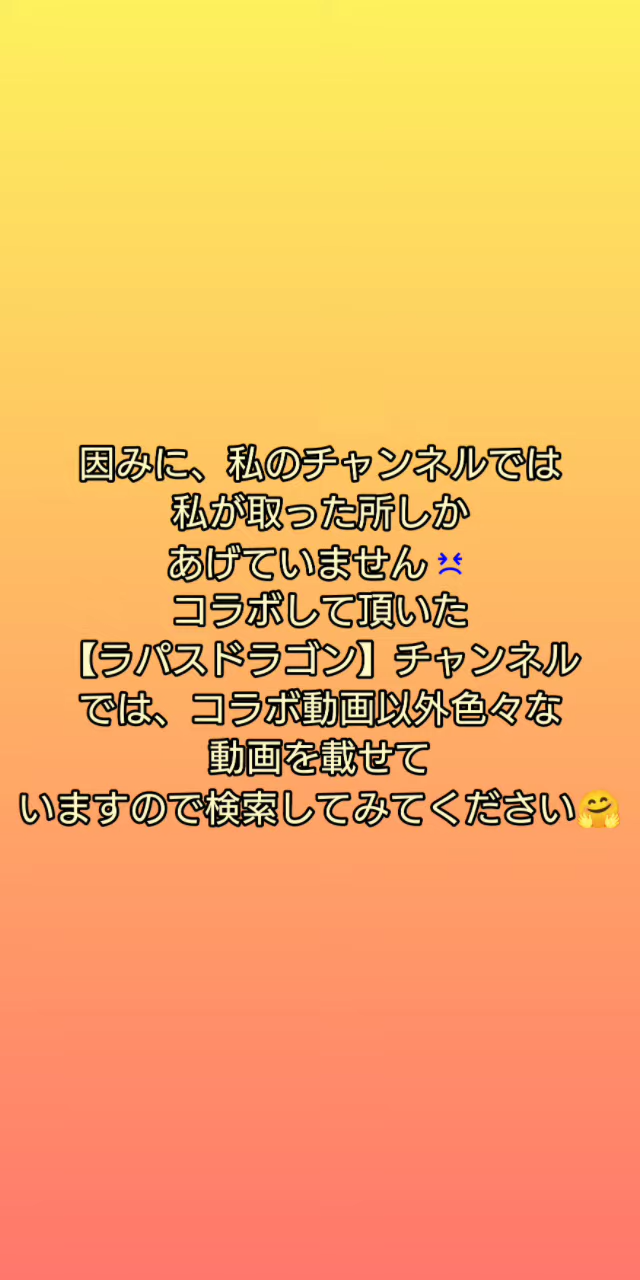 因みに、私のチャンネルでは
私が取った所しか
あげていません
コラボして頂いた
【ラパスドラゴン】チャンネル
では、コラボ動画以外色々な
動画を載せて
いますので検索してみてください🤗